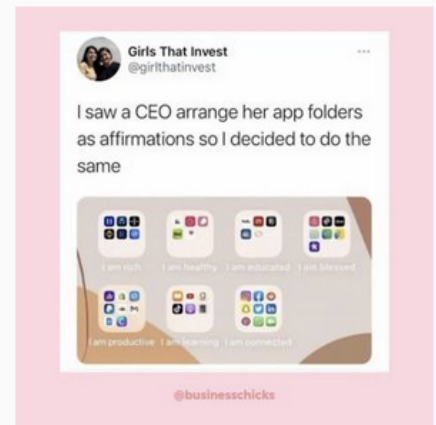 Girls That Invest
@girlthatinvest
I saw a CEO arrange her app folders
as affirmations so I decided to do the
same
I am rich I am healthy I am educated I am blessed
I am productive I am learning I am connected
@businesschicks